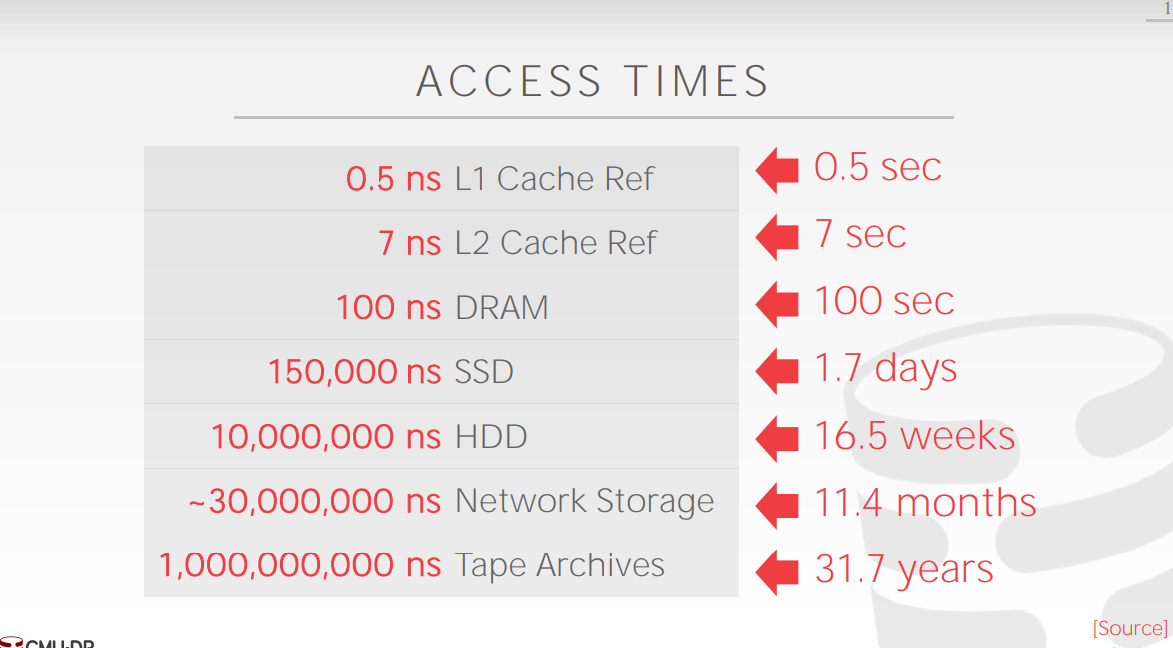 1
ACCESS TIMES
0.5 ns L1 Cache Ref 0.5 sec
7 ns L2 Cache Ref 7 sec
100 ns DRAM 100 sec
150,000 ns SSD 1.7 days
10,000,000 ns HDD 16.5 weeks
~30,000,000 ns Network Storage 11.4 months
1,000,000,000 ns Tape Archives 31.7 years
[Source]